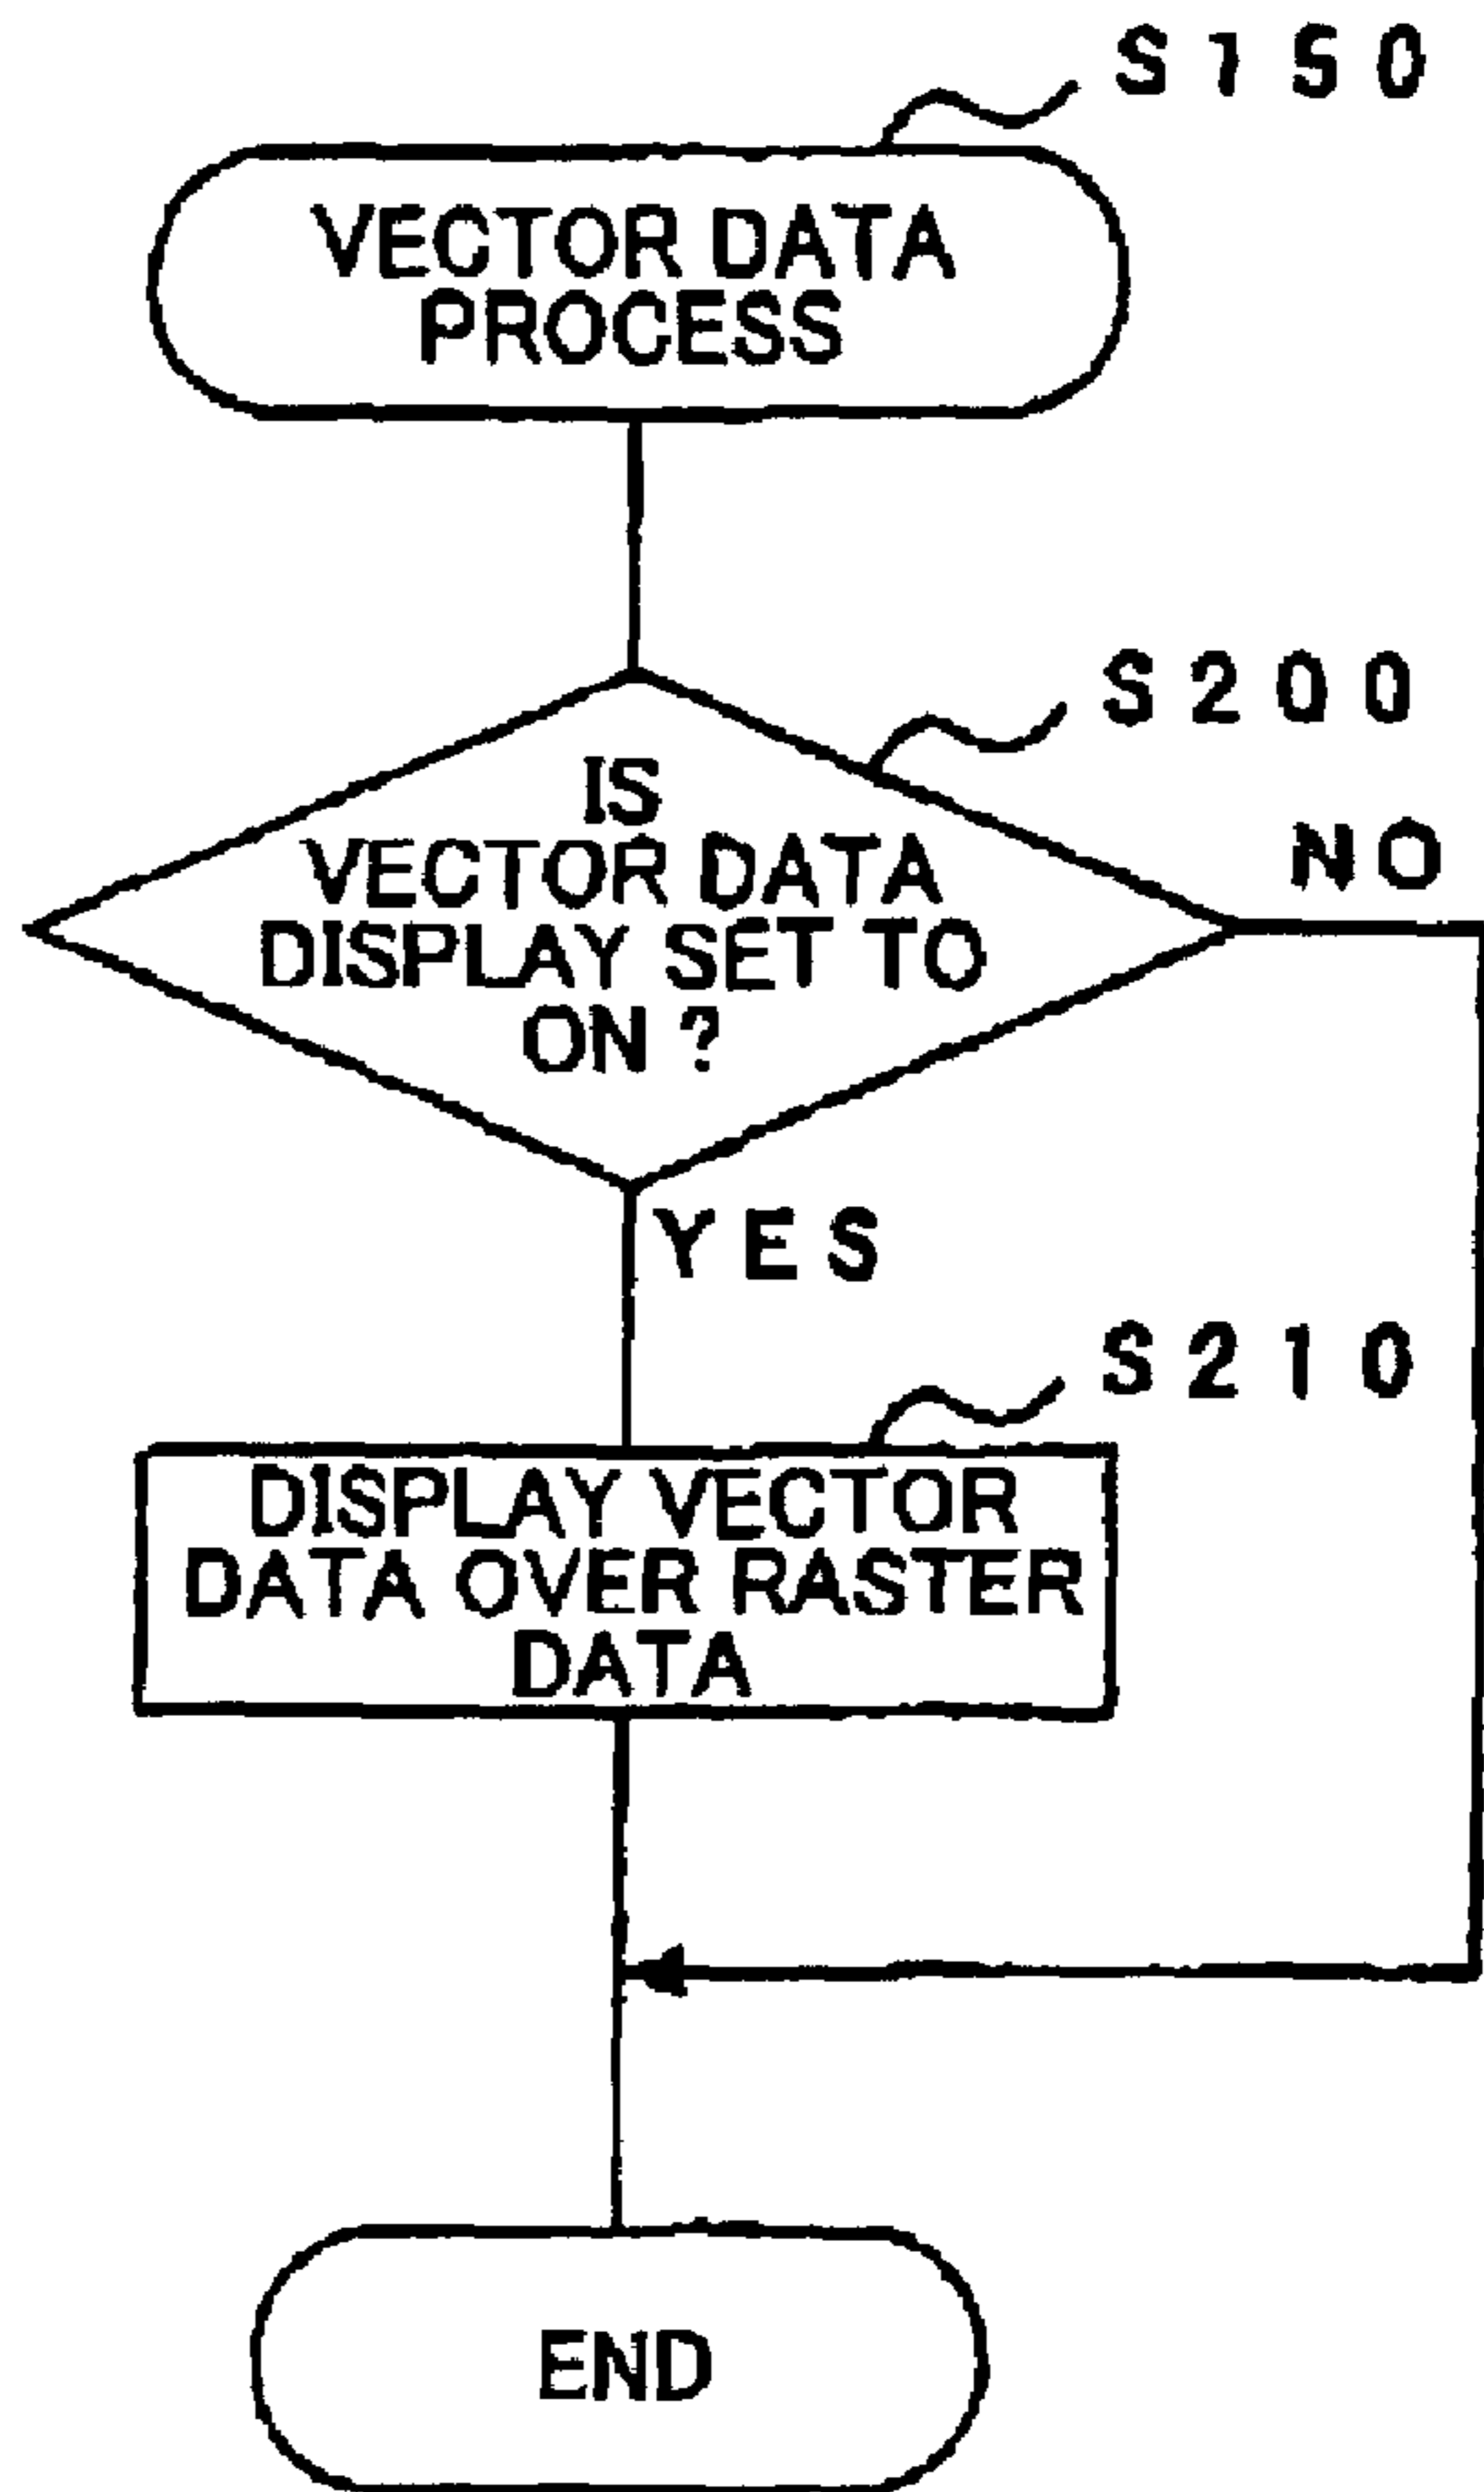 S150
VECTOR DATA
PROCESS
S200
IS
VECTOR DATA
DISPLAY SET TO
ON?
NO
YES
S210
DISPLAY VECTOR
DATA OVER RASTER
DATA
END